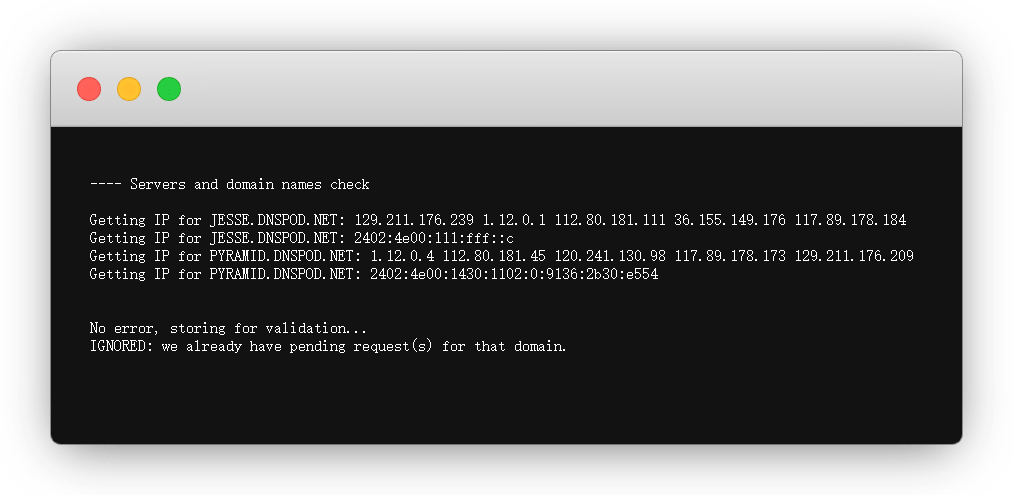 ---- Servers and domain names check
Getting IP for JESSE.DNSPOD.NET: 129.211.176.239 1.12.0.1 112.80.181.111 36.155.149.176 117.89.178.184
Getting IP for JESSE.DNSPOD.NET: 2402:4e00:111:fff::c
Getting IP for PYRAMID.DNSPOD.NET: 1.12.0.4 112.80.181.45 120.241.130.98 117.89.178.173 129.211.176.209
Getting IP for PYRAMID.DNSPOD.NET: 2402:4e00:1430:1102:0:9136:2b30:e554
No error, storing for validation...
IGNORED: we already have pending request(s) for that domain.